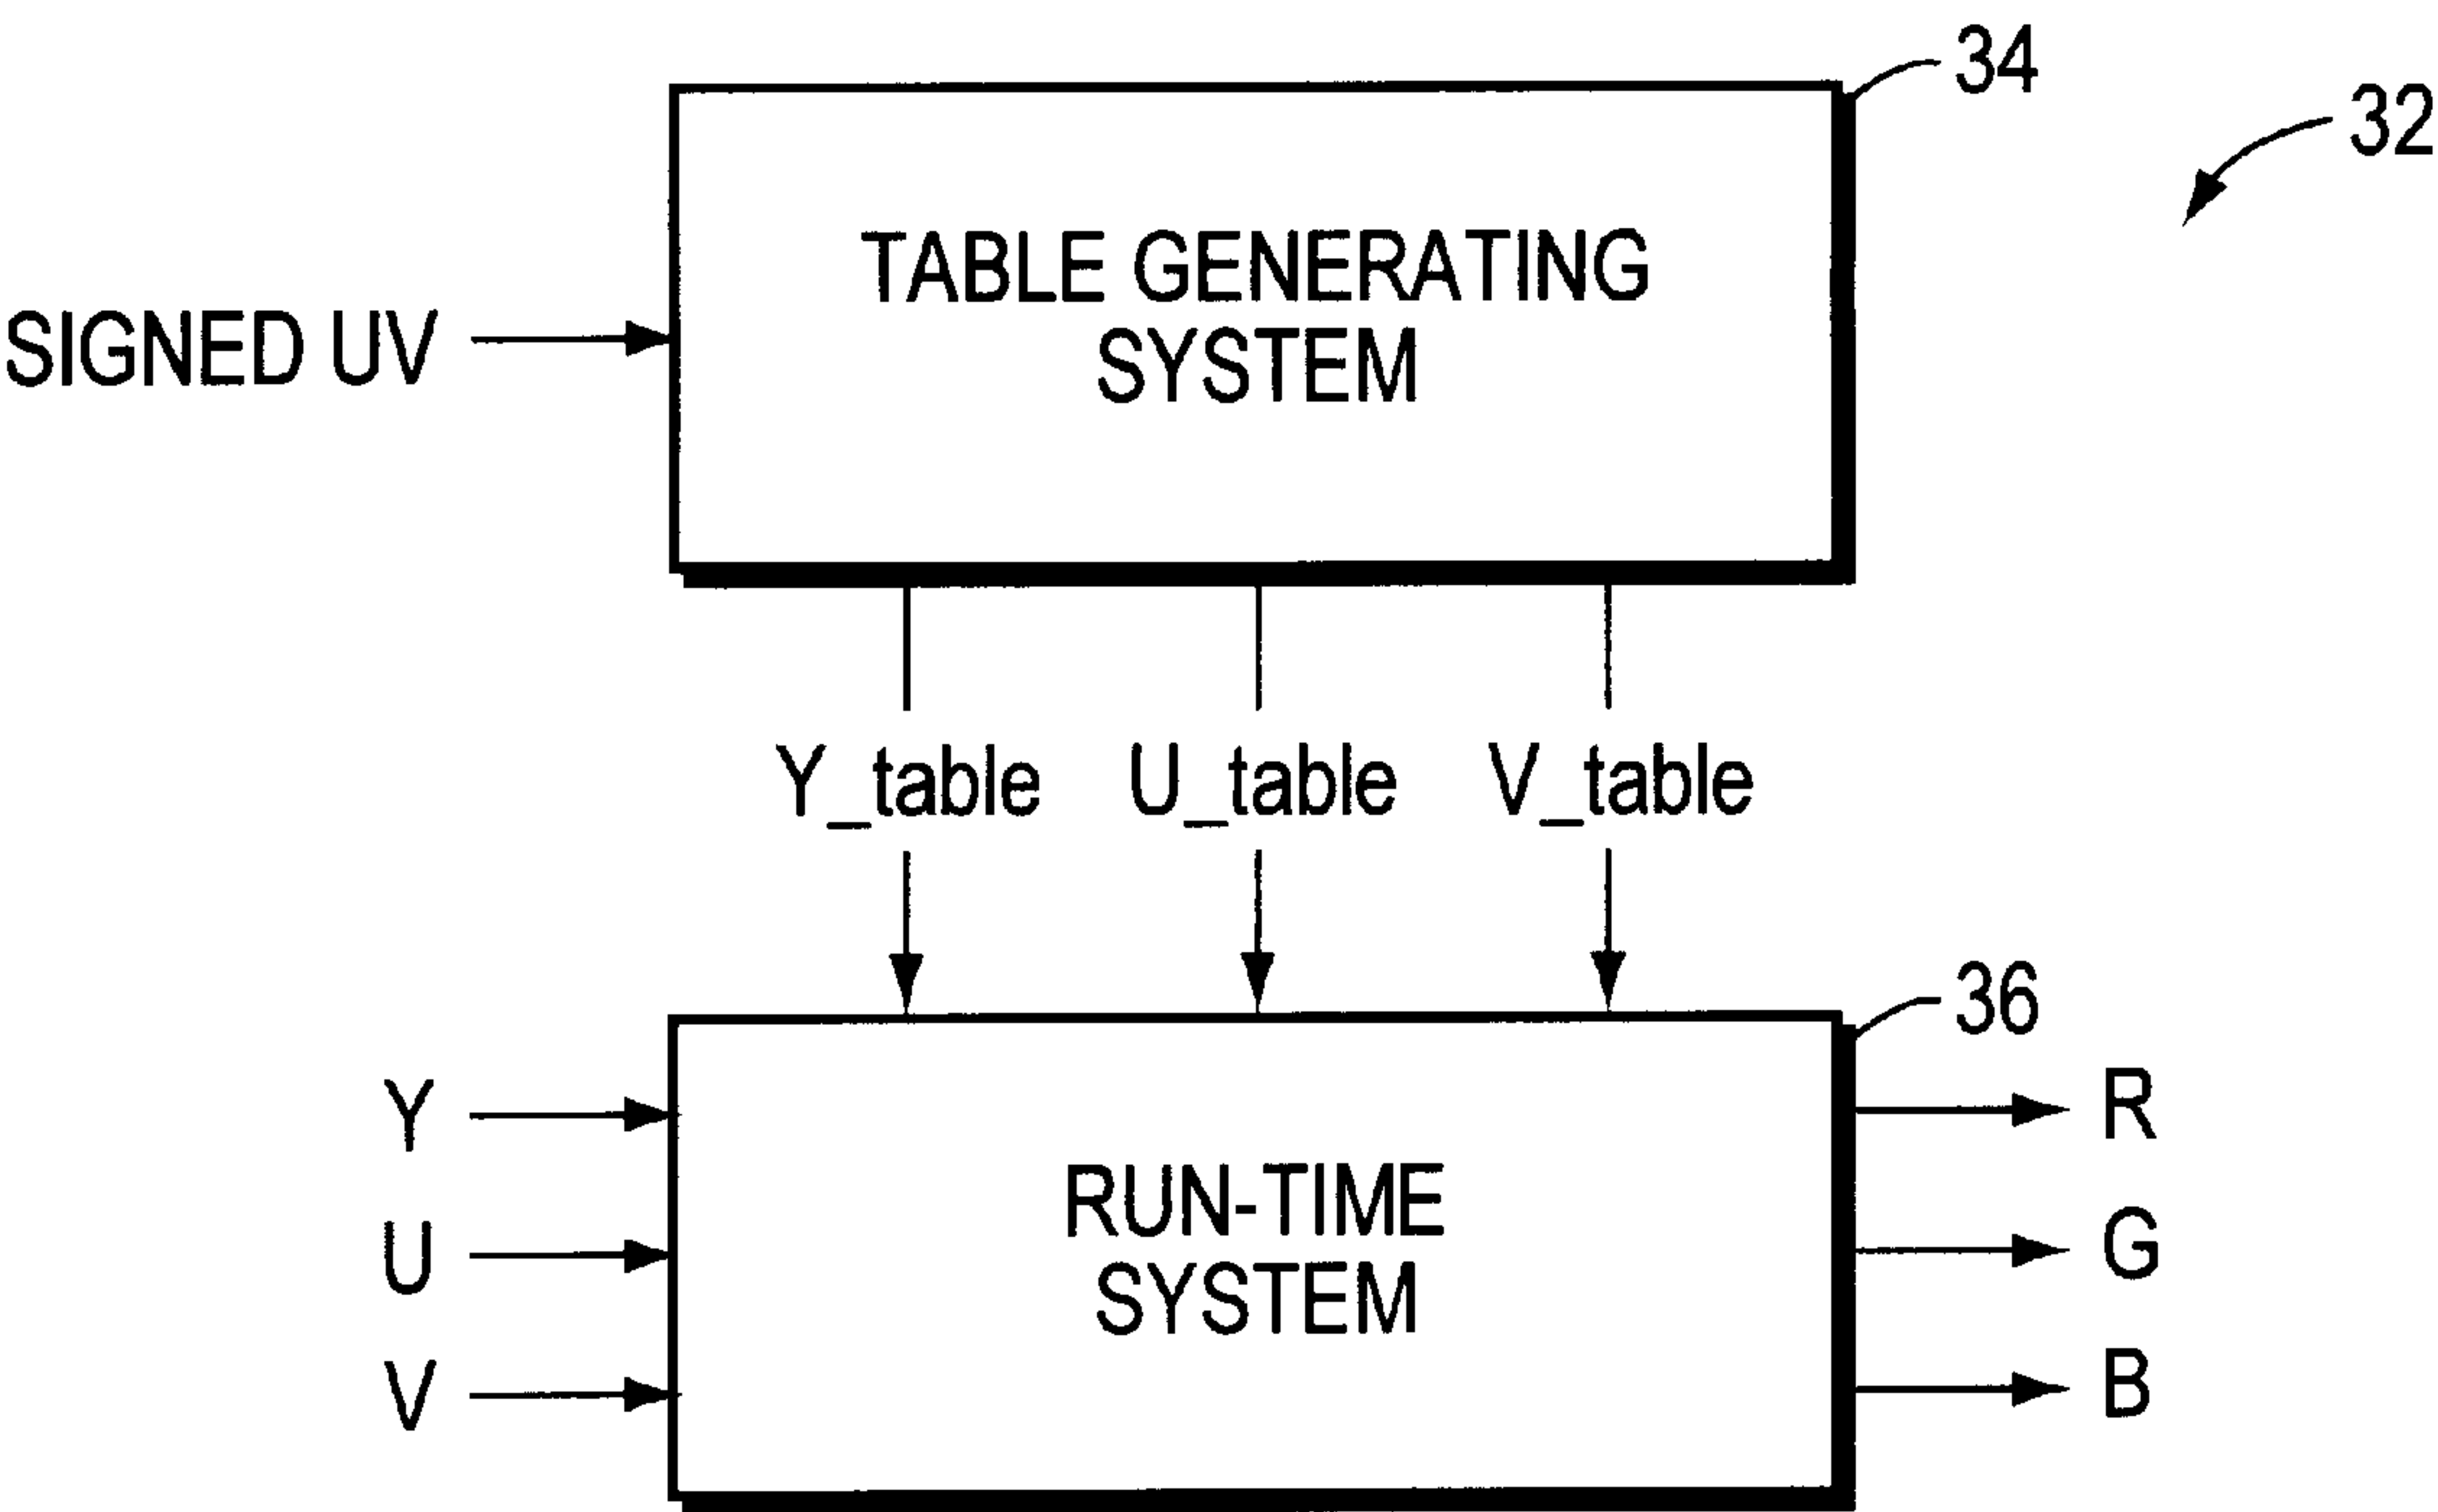 34
32
TABLE GENERATING
SYSTEM
SIGNED UV
Y_table U_table V_table
36
Y
R
RUN-TIME
SYSTEM
U
G
V
B